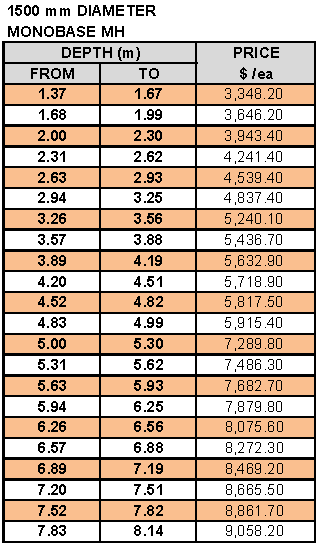 1500 mm DIAMETER
MONOBASE MH
DEPTH (m) PRICE
FROM TO $ /ea
1.37 1.67 3,348.20
1.68 1.99 3,646.20
2.00 2.30 3,943.40
2.31 2.62 4,241.40
2.63 2.93 4,539.40
2.94 3.25 4,837.40
3.26 3.56 5,240.10
3.57 3.88 5,436.70
3.89 4.19 5,632.90
4.20 4.51 5,718.90
4.52 4.82 5,817.50
4.83 4.99 5,915.40
5.00 5.30 7,289.80
5.31 5.62 7,486.30
5.63 5.93 7,682.70
5.94 6.25 7,879.80
6.26 6.56 8,075.60
6.57 6.88 8,272.30
6.89 7.19 8,469.20
7.20 7.51 8,665.50
7.52 7.82 8,861.70
7.83 8.14 9,058.20